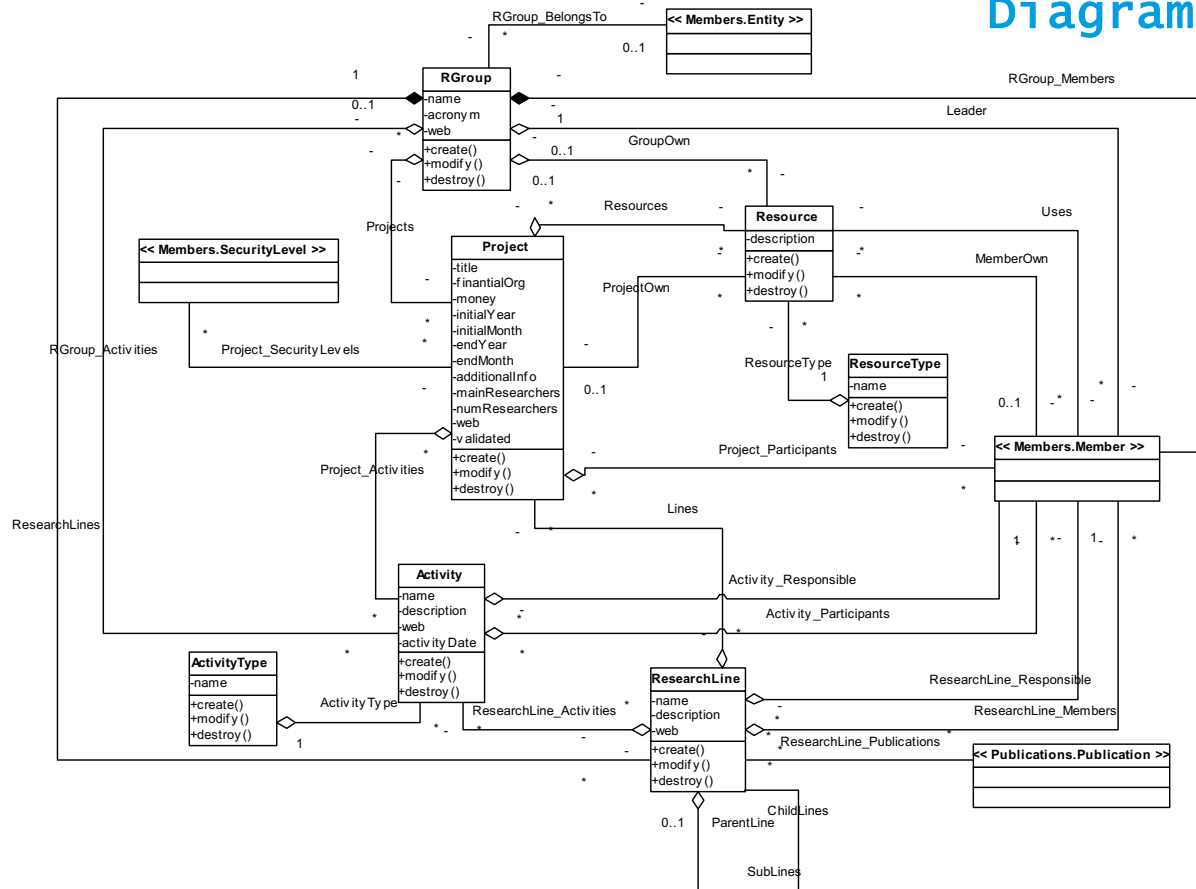 Diagram
RGroup_BelongsTo
-
-
*
0..1
<< Members.Entity >>
RGroup
-name
-acronym
-web
+create()
+modify()
+destroy()
1
0..1
-
*
-
-
-
-
1
-
0..1
0..1
RGroup_Members
Leader
GroupOwn
*
-
Projects
-
*
Resources
-
Resource
-description
+create()
+modify()
+destroy()
-
Uses
-*
MemberOwn
-*
*
*
<< Members.SecurityLevel >>
*
Project_SecurityLevels
Project
-title
-finantialOrg
-money
-initialYear
-initialMonth
-endYear
-endMonth
-additionalInfo
-mainResearchers
-numResearchers
-web
-validated
+create()
+modify()
+destroy()
-
*
*
-
*
ProjectOwn
-
0..1
-
*
ResourceType
1
ResourceType
-name
+create()
+modify()
+destroy()
0..1
-*
-
*
-
<< Members.Member >>
RGroup_Activities
Project_Activities
-
*
Project_Participants
-
*
Lines
-
*
ResearchLines
1
-
*-
1-
*
Activity
-name
-description
-web
-activityDate
+create()
+modify()
+destroy()
Activity_Responsible
-
*
Activity_Participants
*
-
*
*
*
ActivityType
-name
+create()
+modify()
+destroy()
ActivityType
1
*
-
*
ResearchLine_Activities
*
-
-
*
ResearchLine
-name
-description
-web
+create()
+modify()
+destroy()
ResearchLine_Responsible
-
*
ResearchLine_Members
*
*
ResearchLine_Publications
*
*
<< Publications.Publication >>
0..1
ParentLine
ChildLines
SubLines